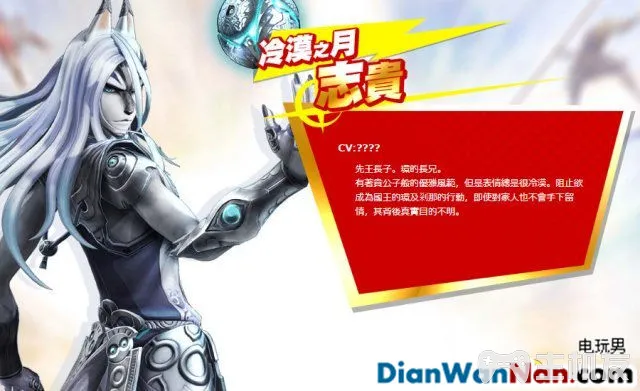 冷漠之月
志貴
CV:????
先王長子。環的長兄。
有著貴公子般的優雅風範，但是表情總是很冷漠。阻止欲
成為国王的環及剎那的行動，即使對家人也不會手下留
情，其背後真實目的不明。
电玩男
DianWanNan.com